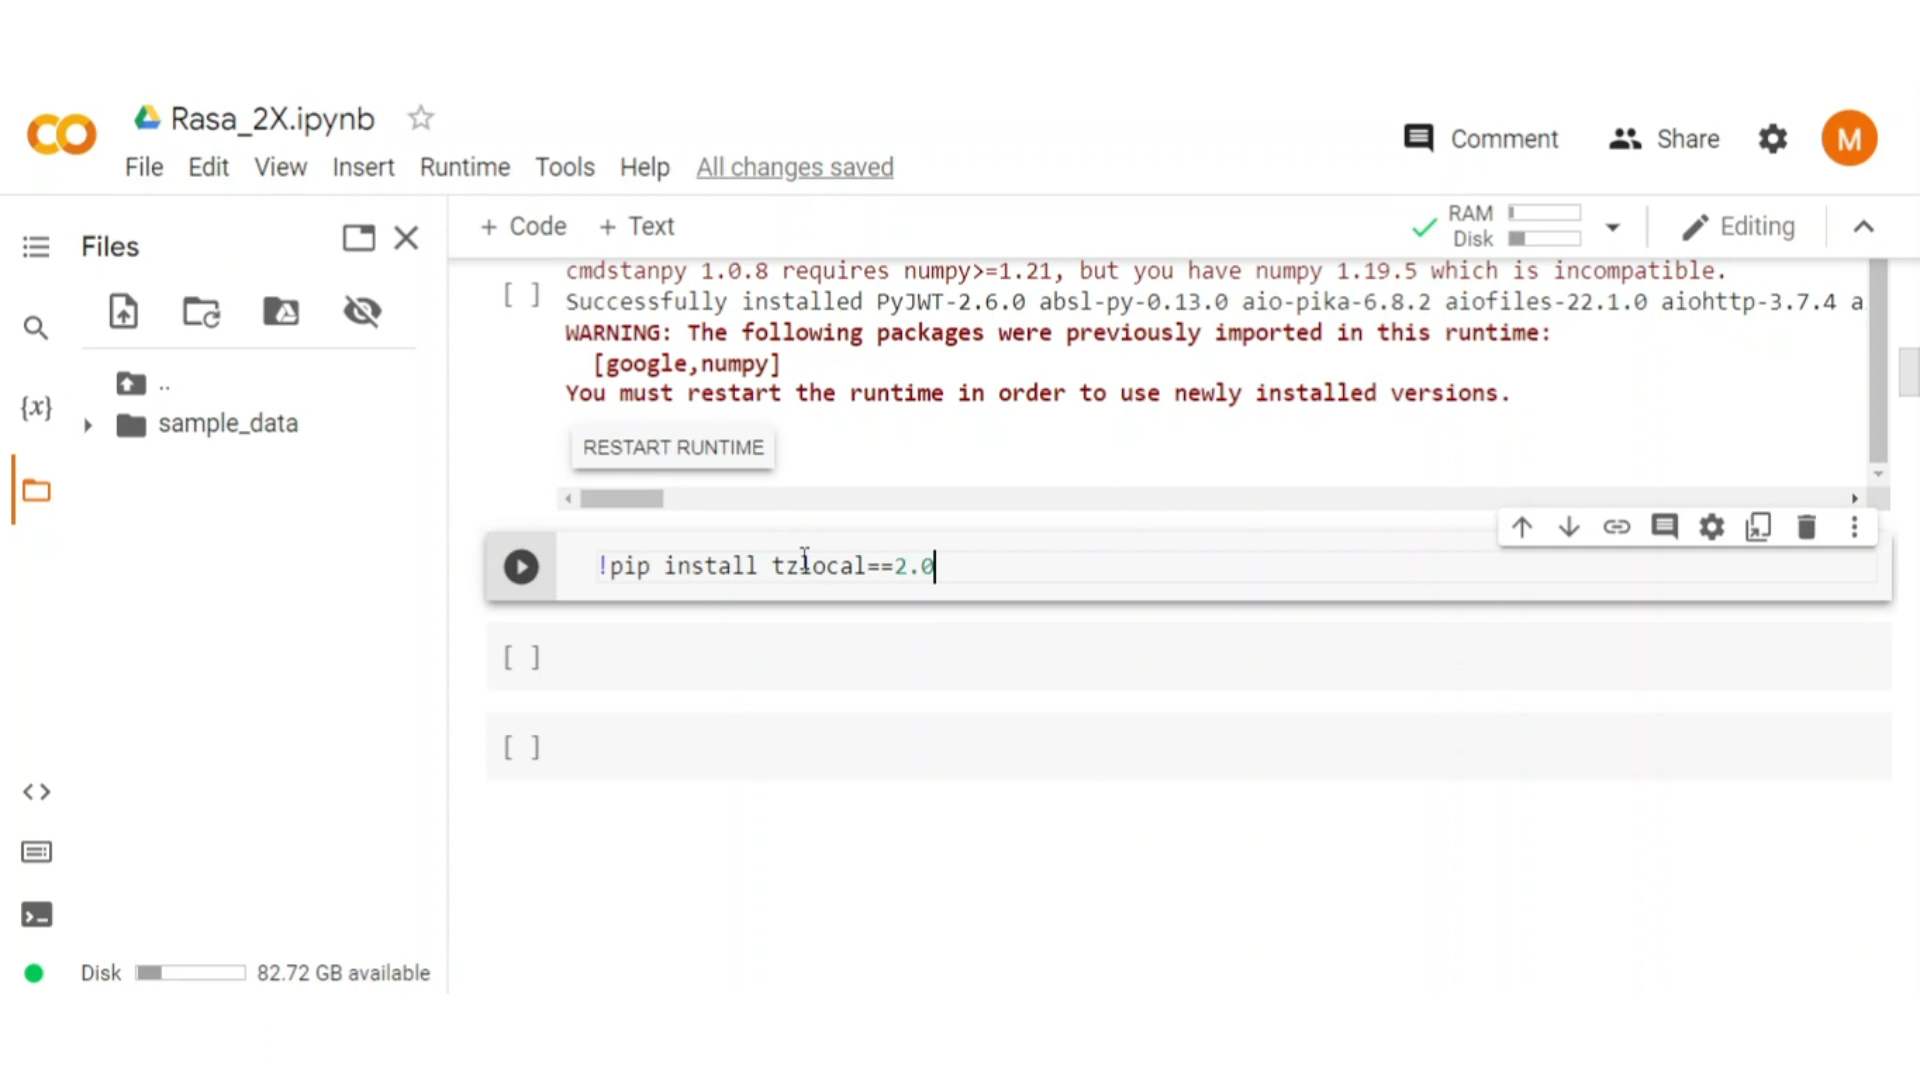 Rasa_2X.ipynb
File Edit View Insert Runtime Tools Help All changes saved
Comment Share M
Files
+ Code + Text
RAM
Disk
Editing
cmdstanpy 1.0.8 requires numpy>=1.21, but you have numpy 1.19.5 which is incompatible.
[ ] Successfully installed PyJWT-2.6.0 absl-py-0.13.0 aio-pika-6.8.2 aiofiles-22.1.0 aiohttp-3.7.4 a
WARNING: The following packages were previously imported in this runtime:
[google,numpy]
You must restart the runtime in order to use newly installed versions.
RESTART RUNTIME
{x}
..
sample_data
!pip install tzlocal==2.0
[ ]
[ ]
Disk 82.72 GB available